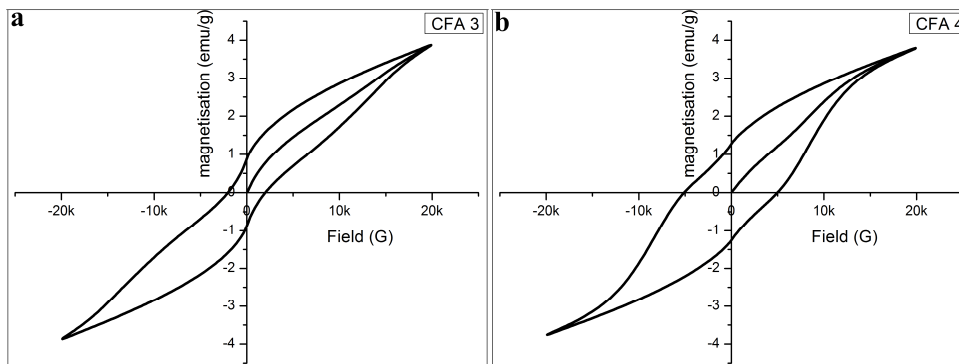 a
CFA 3
magnetisation (emu/g)
4
3
2
1
0
-1
-2
-3
-4
-20k
-10k
0
10k
20k
Field (G)
b
CFA 4
magnetisation (emu/g)
4
3
2
1
0
-1
-2
-3
-4
-20k
-10k
0
10k
20k
Field (G)